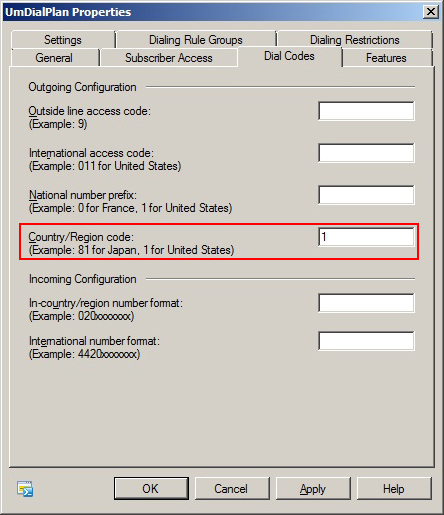 UmDialPlan Properties
Settings
Dialing Rule Groups
Dialing Restrictions
General
Subscriber Access
Dial Codes
Features
Outgoing Configuration
Outside line access code:
(Example: 9)
International access code:
(Example: 011 for United States)
National number prefix:
(Example: 0 for France, 1 for United States)
Country/Region code:
1
(Example: 81 for Japan, 1 for United States)
Incoming Configuration
In-country/region number format:
(Example: 020xxxxxxx)
International number format:
(Example: 4420xxxxxxx)
OK
Cancel
Apply
Help